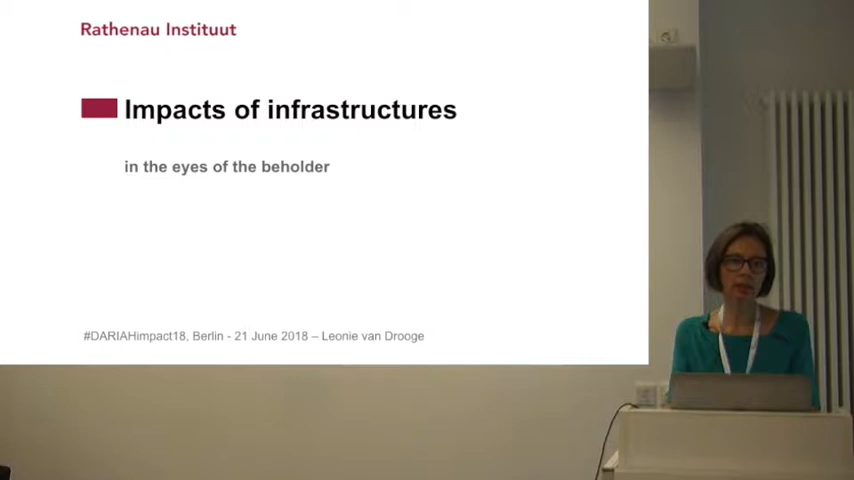 Rathenau Instituut
Impacts of infrastructures
in the eyes of the beholder
#DARIAHimpact18, Berlin - 21 June 2018 – Leonie van Drooge